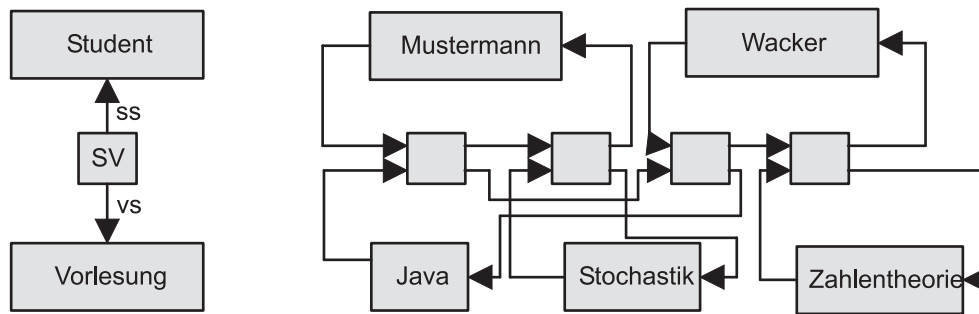 Student
ss
SV
vs
Vorlesung
Mustermann
Wacker
Java
Stochastik
Zahlentheorie